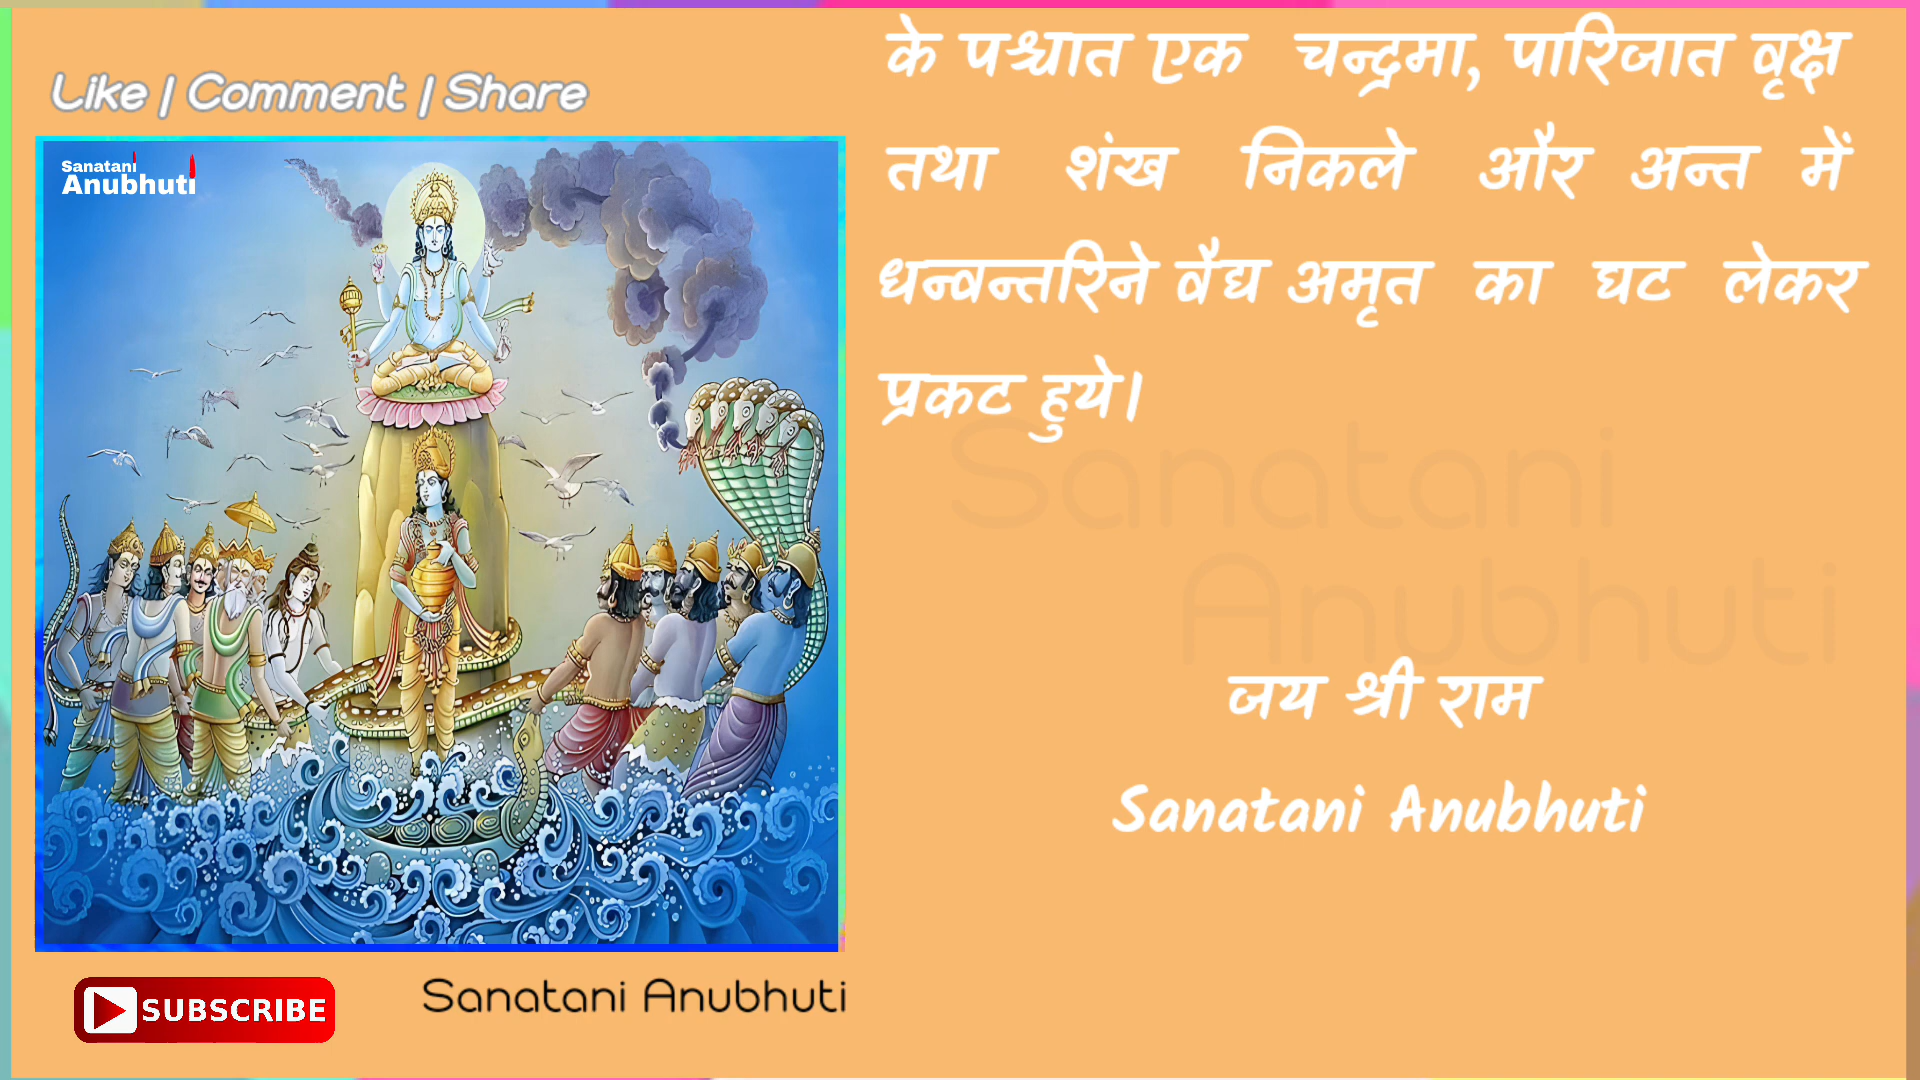 Like | Comment | Share
Sanatani
Anubhuti
के पश्चात एक चन्द्रमा, पारिजात वृक्ष
तथा शंख निकले और अन्त में
धन्वन्तरिने वैद्य अमृत का घट लेकर
प्रकट हुये।
Sanatani
Anubhuti
जय श्री राम
Sanatani Anubhuti
SUBSCRIBE
Sanatani Anubhuti